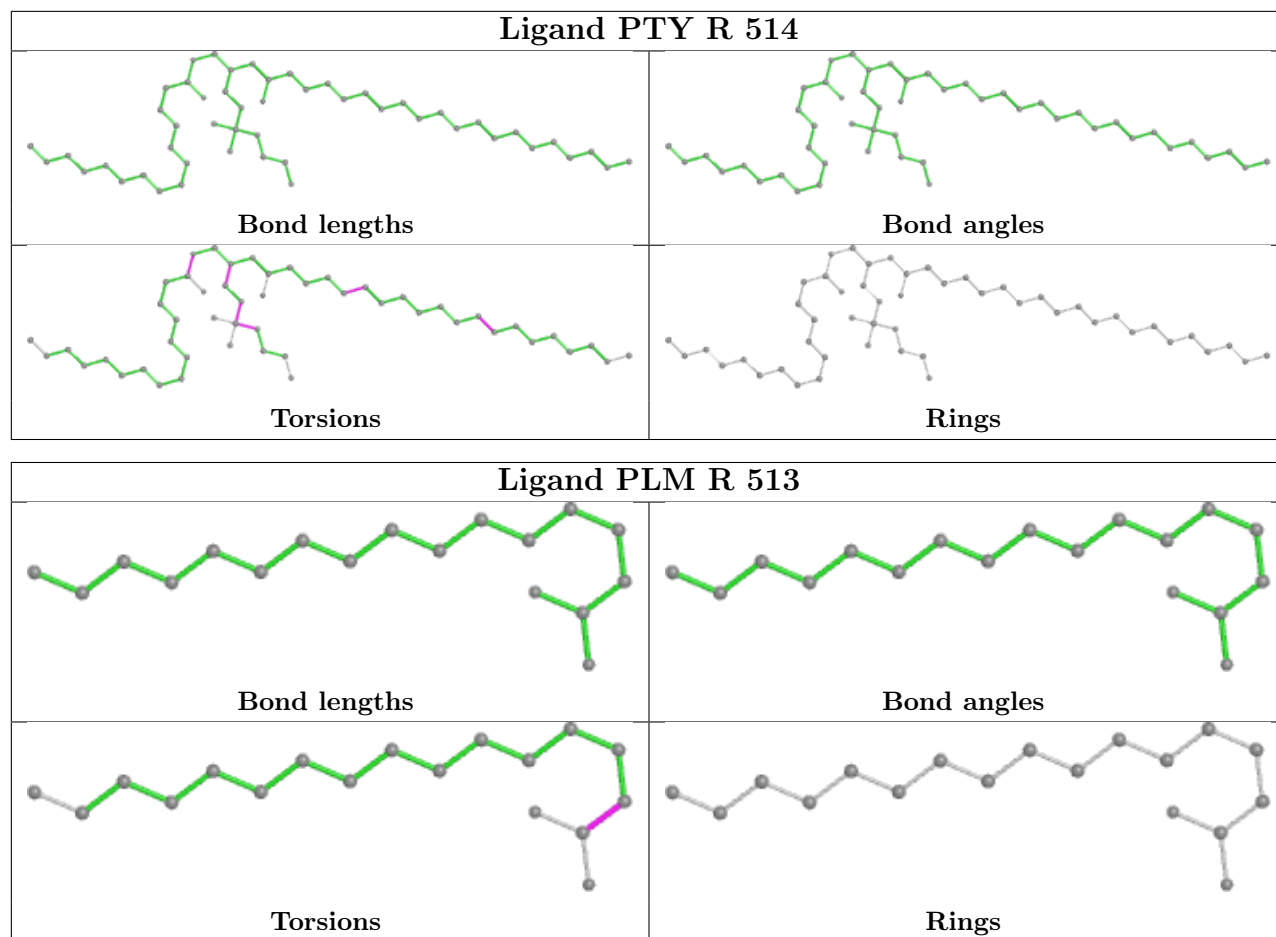 Ligand PTY R 514
Bond lengths
Bond angles
Torsions
Rings
Ligand PLM R 513
Bond lengths
Bond angles
Torsions
Rings